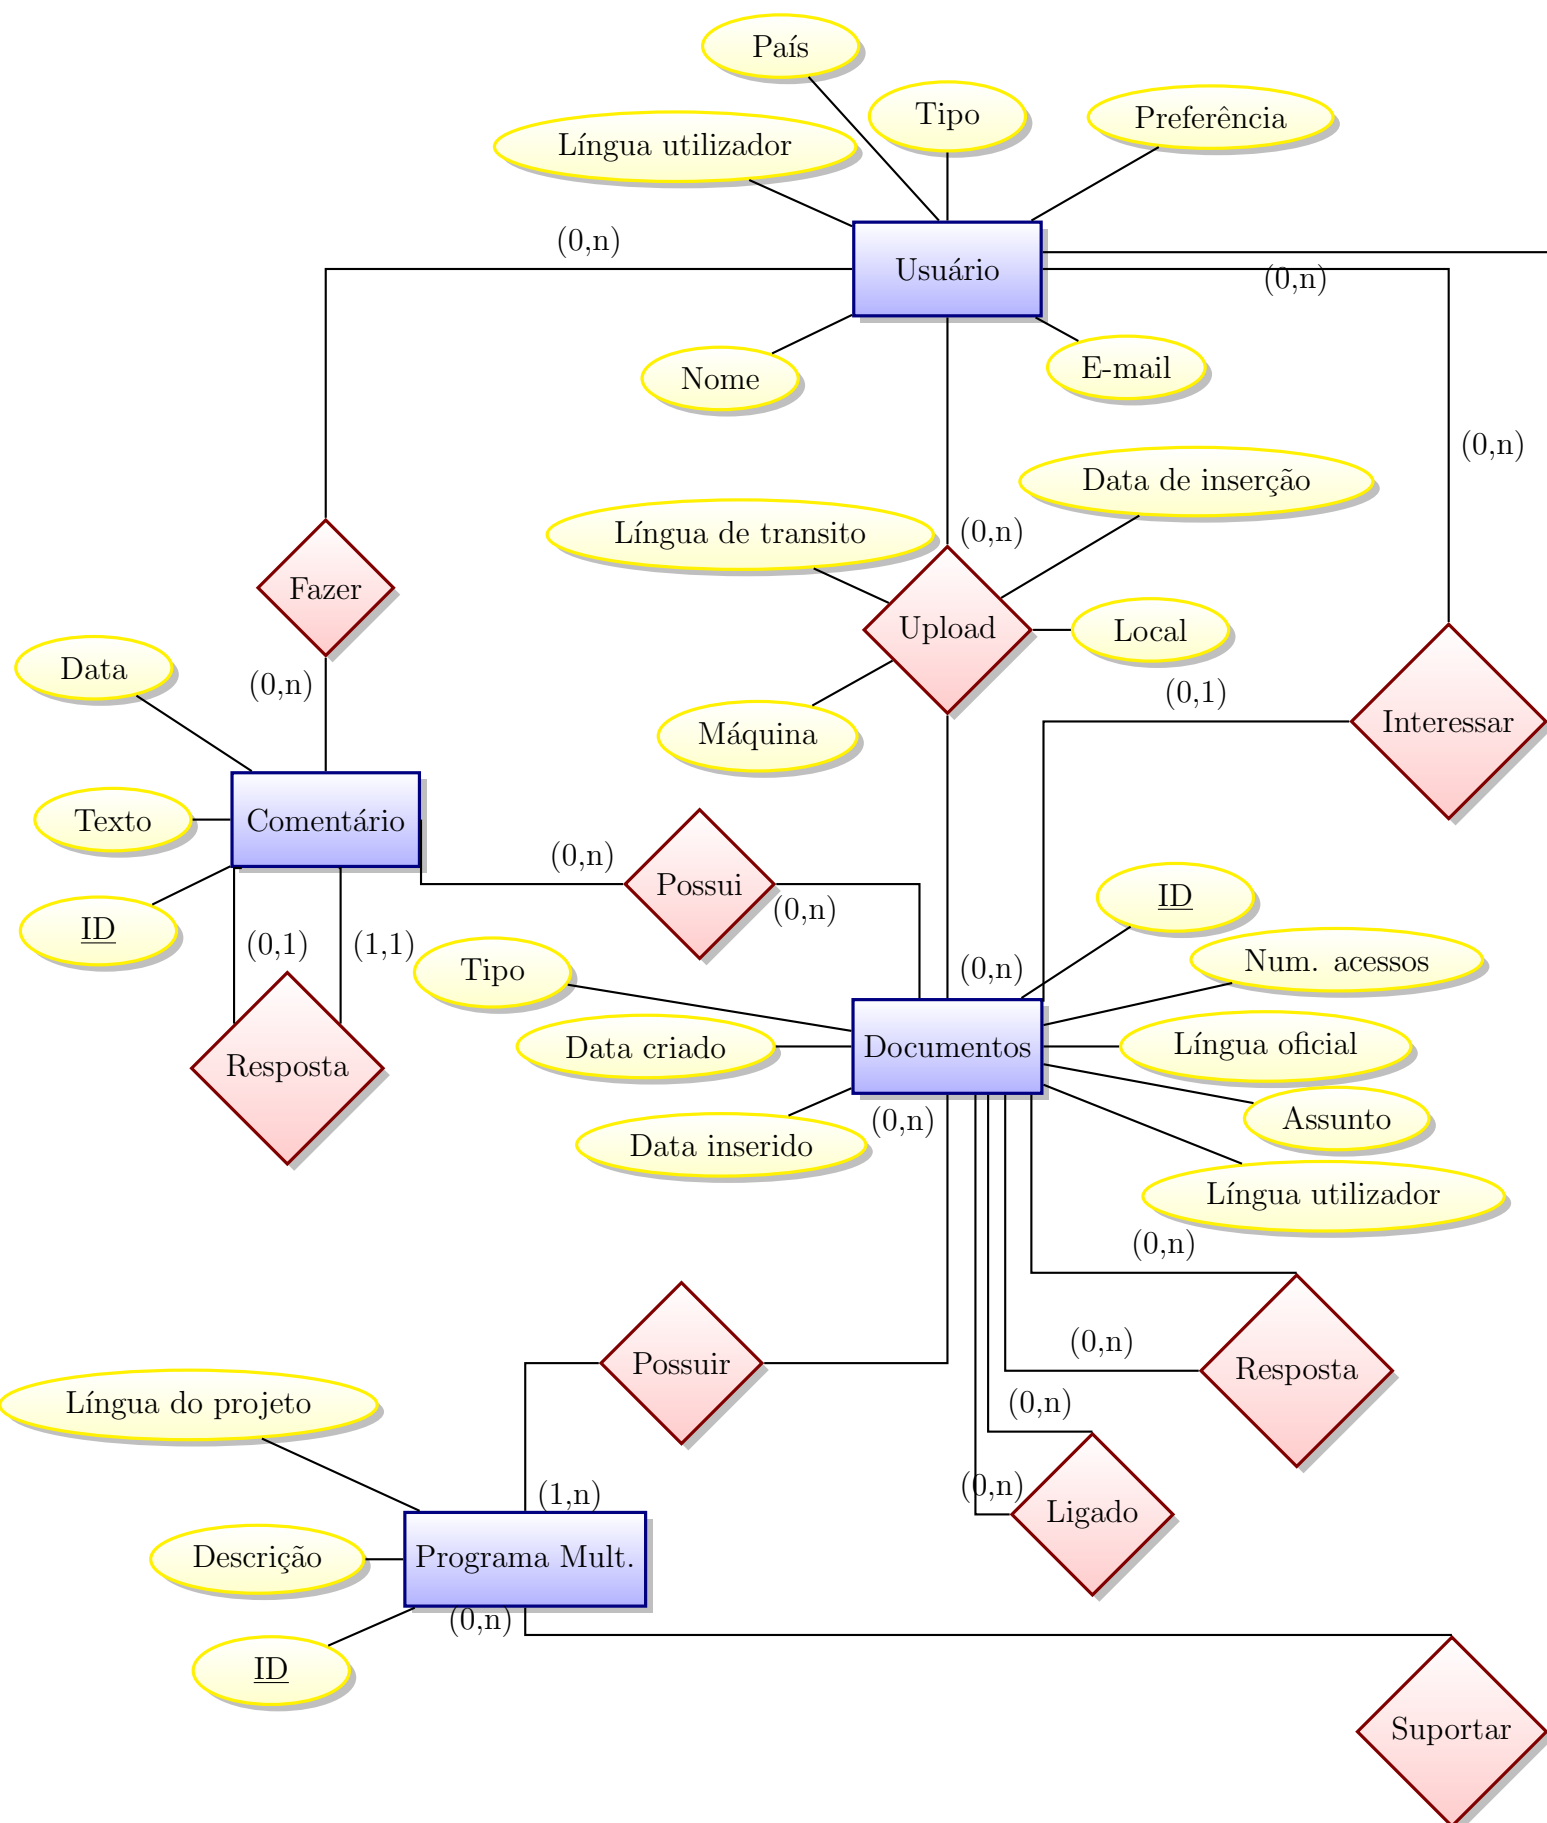 País
Tipo
Preferência
Língua utilizador
(0,n)
Usuário
(0,n)
E-mail
Nome
(0,n)
Data de inserção
Língua de transito
(0,n)
Fazer
Upload
Local
Data
(0,n)
(0,1)
Interessar
Máquina
Texto
Comentário
(0,n)
Possui
(0,n)
ID
ID
(0,1)
(1,1)
Tipo
(0,n)
Num. acessos
Data criado
Documentos
Língua oficial
Resposta
(0,n)
Assunto
Data inserido
Língua utilizador
(0,n)
(0,n)
Possuir
Resposta
Língua do projeto
(0,n)
(0,n)
(1,n)
Ligado
Descrição
Programa Mult.
(0,n)
ID
Suportar